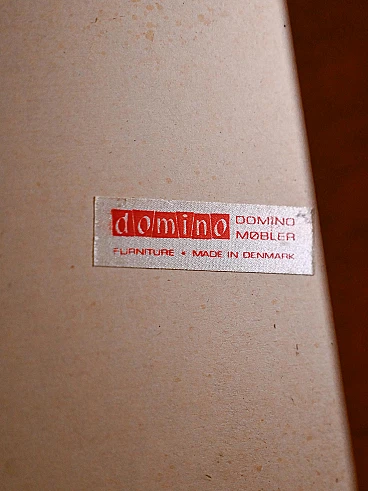 domino DOMINO
MØBLER
FURNITURE • MADE IN DENMARK